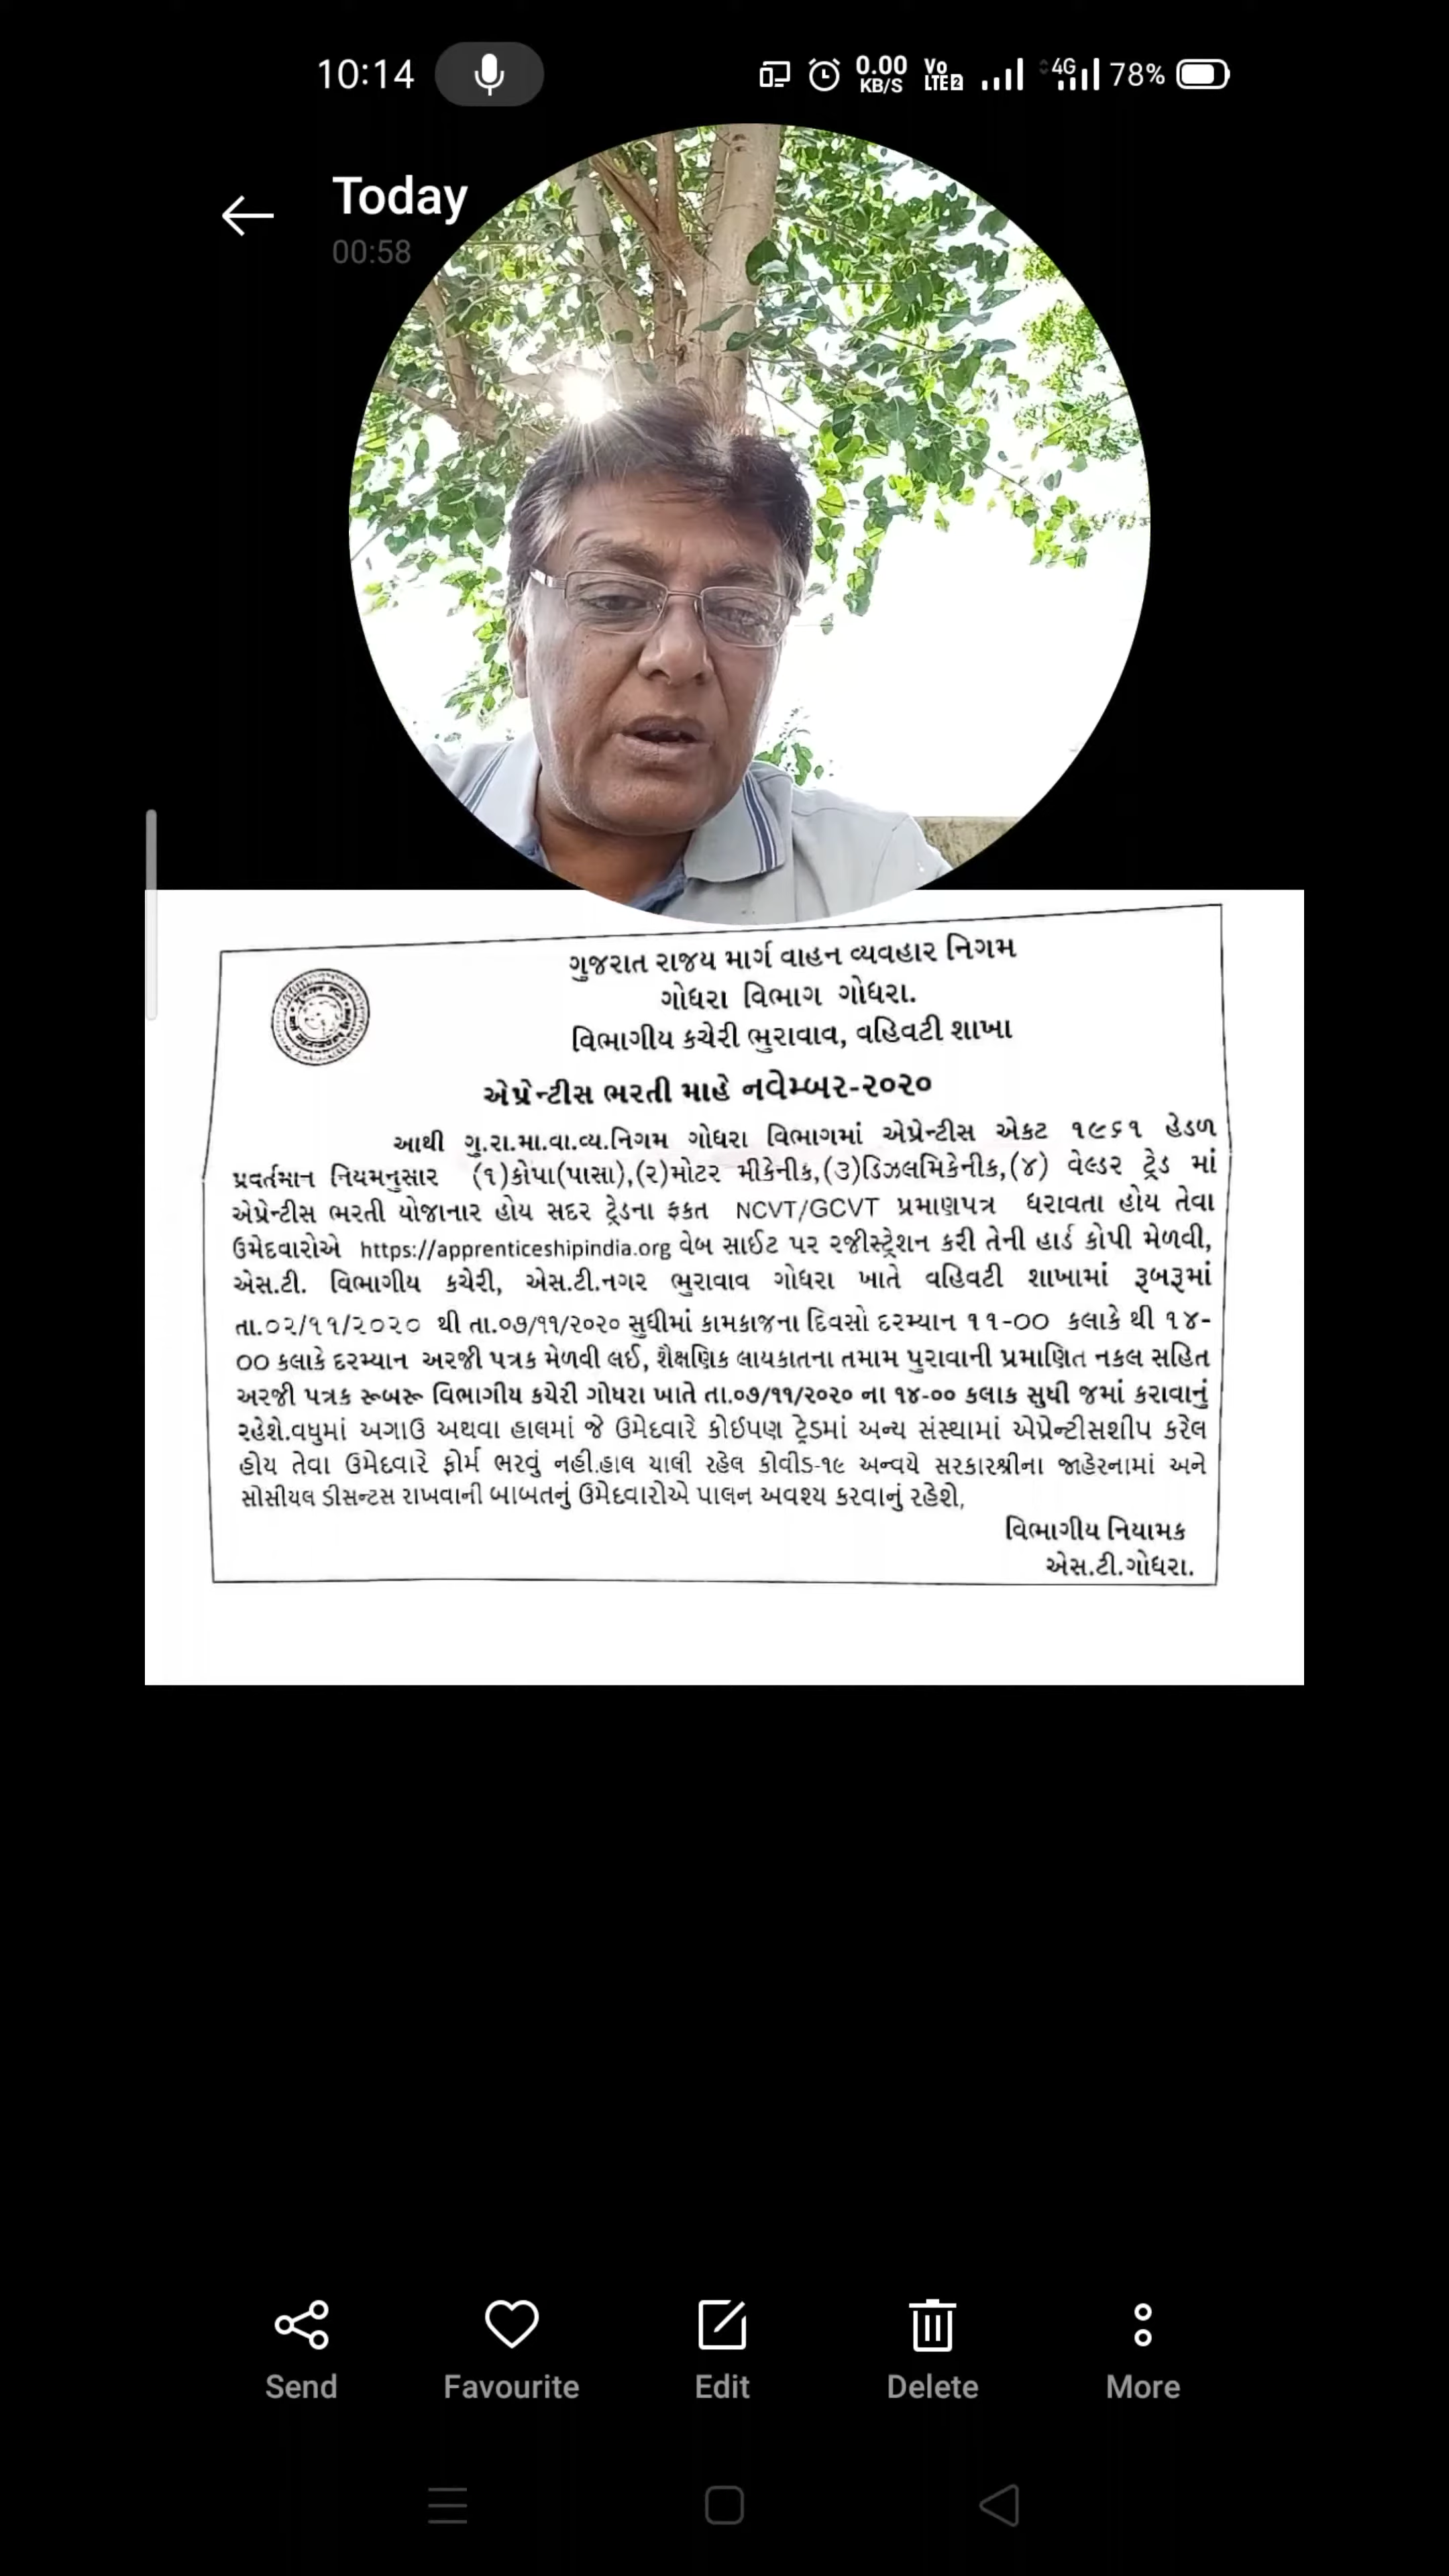 10:14
0.00 KB/S Vo LTE2 4G 78%
Today
00:58
ગુજરાત રાજય માર્ગ વાહન વ્યવહાર નિગમ
ગોધરા વિભાગ ગોધરા.
વિભાગીય કચેરી ભુરાવાવ, વહિવટી શાખા
એપ્રેન્ટીસ ભરતી માહે નવેમ્બર-૨૦૨૦
આથી ગુ.રા.મા.વા.વ્ય.નિગમ ગોધરા વિભાગમાં એપ્રેન્ટીસ એકટ ૧૯૬૧ હેઠળ
પ્રવર્તમાન નિયમનુસાર (૧)કોપા(પાસા),(૨)મોટર મીકેનીક,(૩)ડિઝલમિકેનીક,(૪) વેલ્ડર ટ્રેડ માં
એપ્રેન્ટીસ ભરતી યોજાનાર હોય સદર ટ્રેડના ફકત NCVT/GCVT પ્રમાણપત્ર ધરાવતા હોય તેવા
ઉમેદવારોએ https://apprenticeshipindia.org વેબ સાઈટ પર રજીસ્ટ્રેશન કરી તેની હાર્ડ કોપી મેળવી,
એસ.ટી. વિભાગીય કચેરી, એસ.ટી.નગર ભુરાવાવ ગોધરા ખાતે વહિવટી શાખામાં રૂબરૂમાં
તા.૦૨/૧૧/૨૦૨૦ થી તા.૦૭/૧૧/૨૦૨૦ સુધીમાં કામકાજના દિવસો દરમ્યાન ૧૧-૦૦ કલાકે થી ૧૪-
૦૦ કલાકે દરમ્યાન અરજી પત્રક મેળવી લઈ, શૈક્ષણિક લાયકાતના તમામ પુરાવાની પ્રમાણિત નકલ સહિત
અરજી પત્રક રૂબરૂ વિભાગીય કચેરી ગોધરા ખાતે તા.૦૭/૧૧/૨૦૨૦ ના ૧૪-૦૦ કલાક સુધી જમાં કરાવાનું
રહેશે.વધુમાં અગાઉ અથવા હાલમાં જે ઉમેદવારે કોઈપણ ટ્રેડમાં અન્ય સંસ્થામાં એપ્રેન્ટીસશીપ કરેલ
હોય તેવા ઉમેદવારે ફોર્મ ભરવું નહી.હાલ ચાલી રહેલ કોવીડ-૧૯ અન્વયે સરકારશ્રીના જાહેરનામાં અને
સોસીયલ ડીસન્ટસ રાખવાની બાબતનું ઉમેદવારોએ પાલન અવશ્ય કરવાનું રહેશે,
વિભાગીય નિયામક
એસ.ટી.ગોધરા.
Send Favourite Edit Delete More